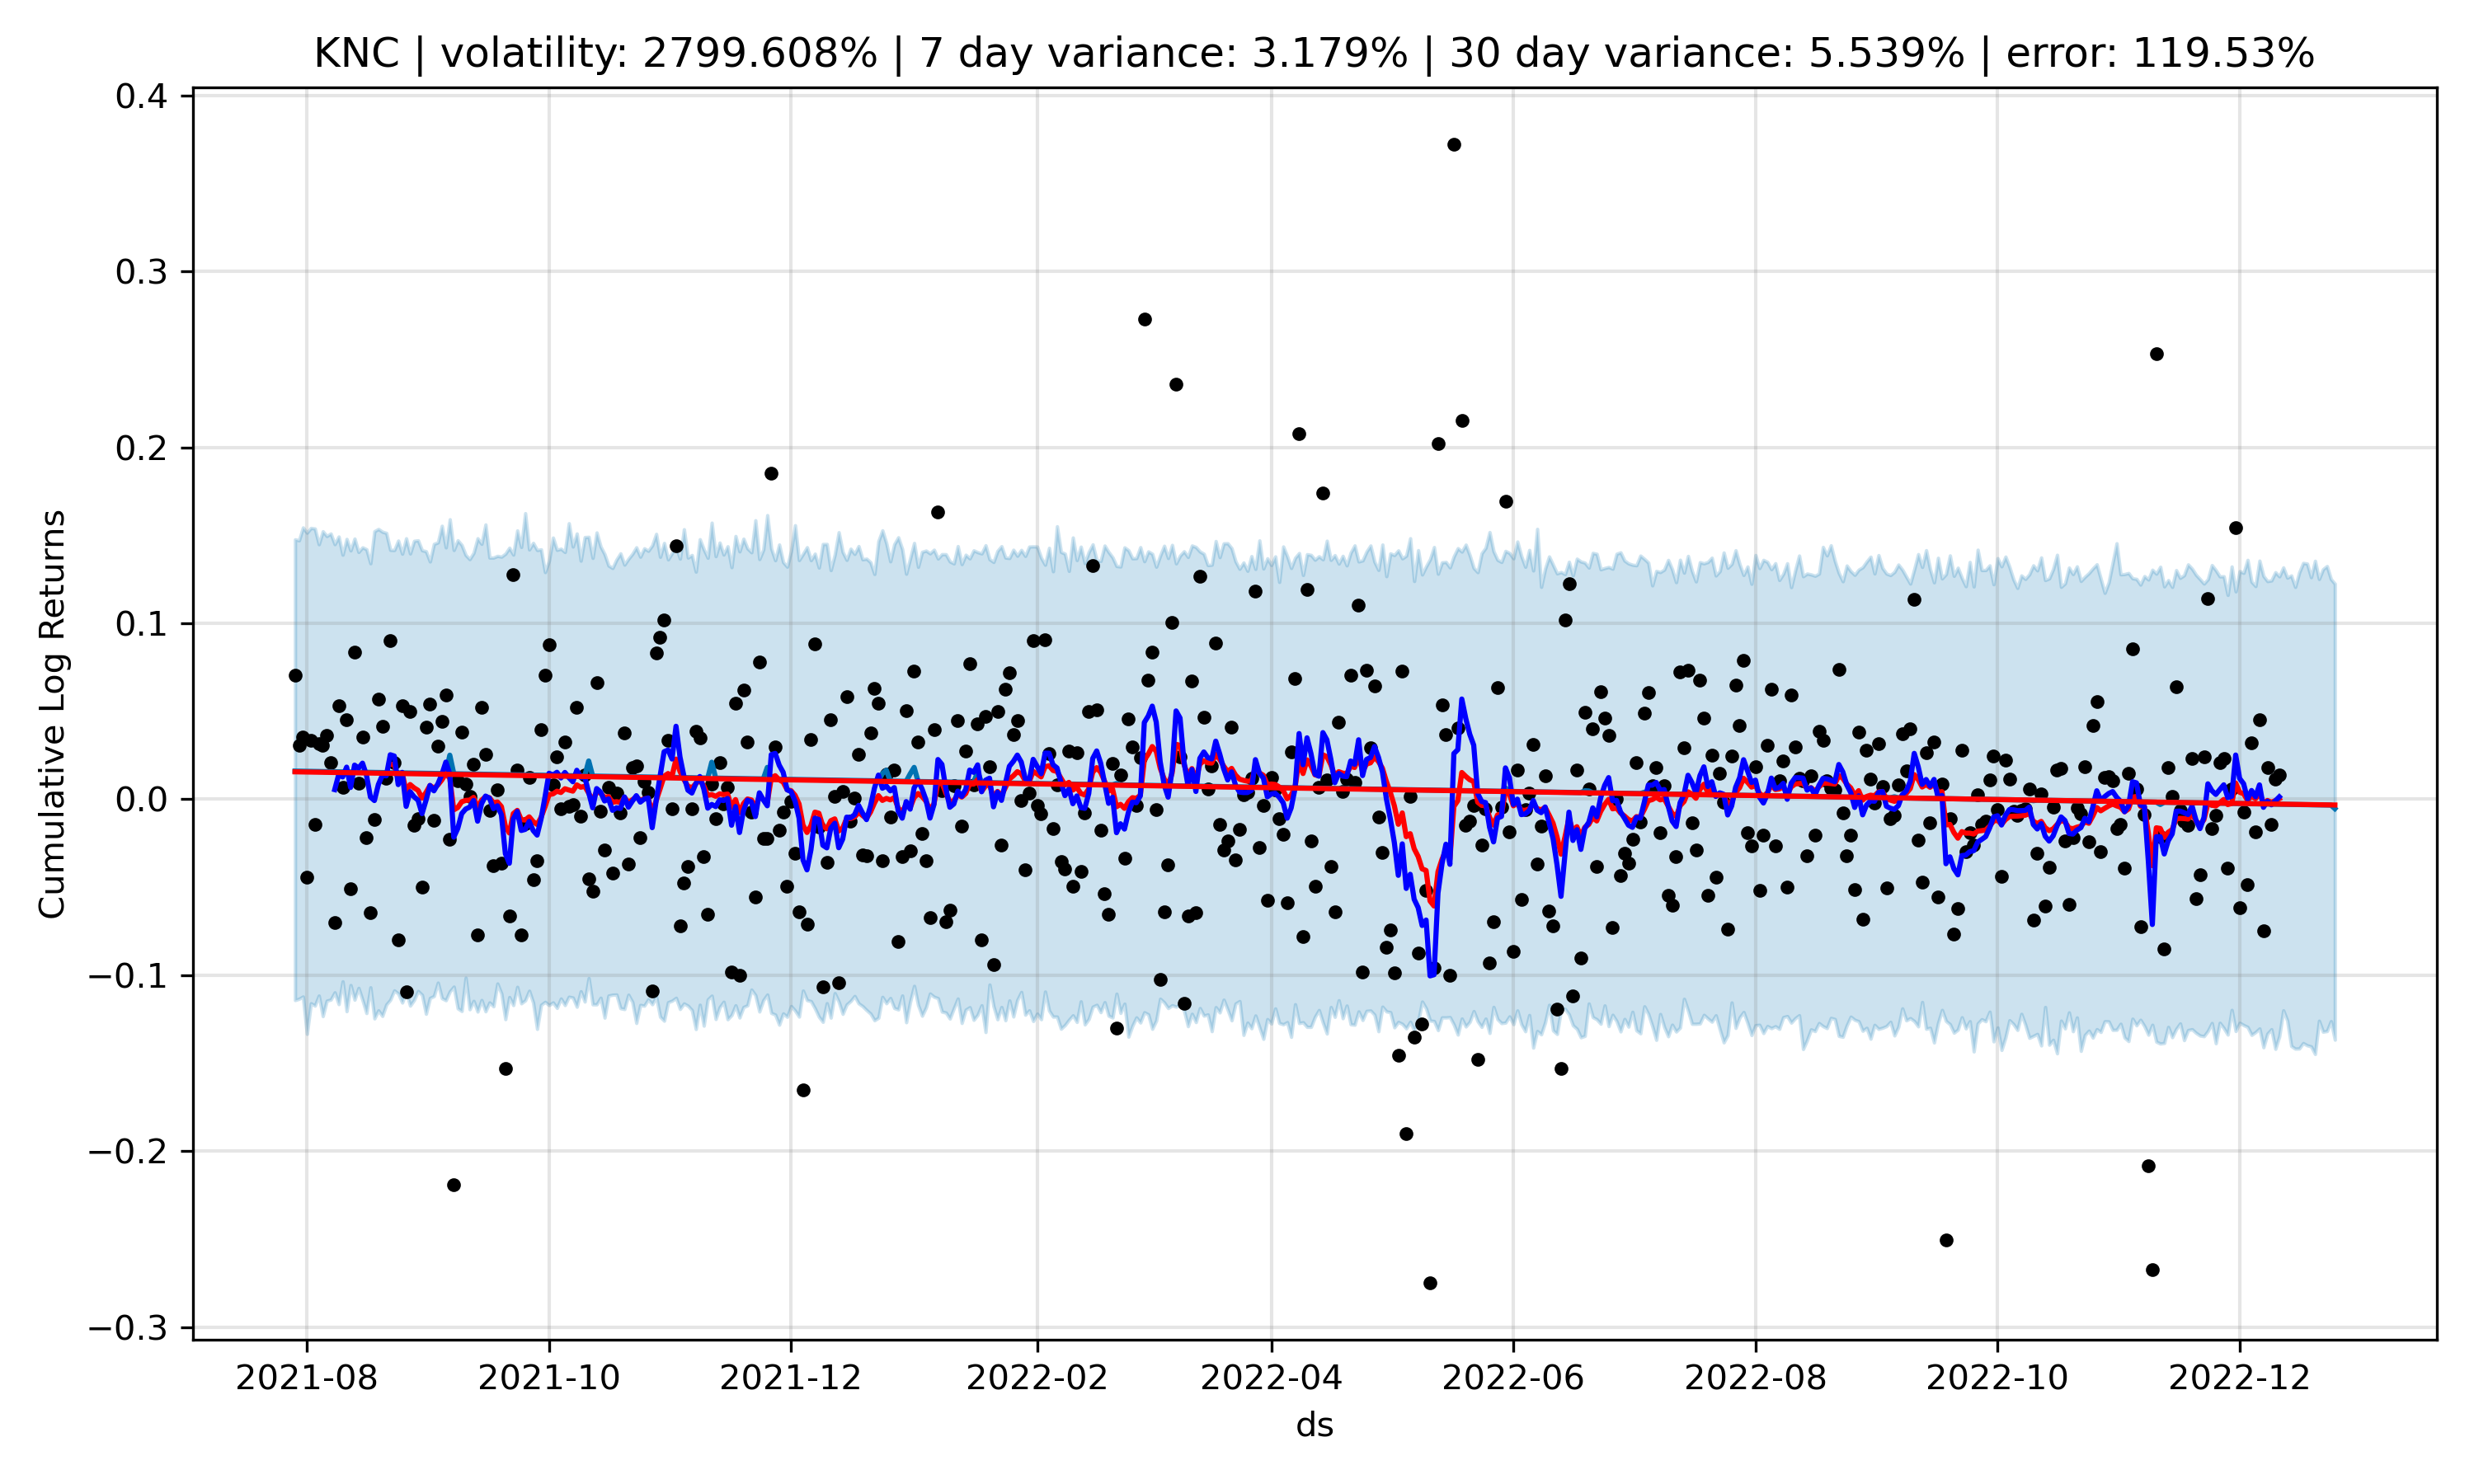 KNC | volatility: 2799.608% | 7 day variance: 3.179% | 30 day variance: 5.539% | error: 119.53%
Cumulative Log Returns
0.4
0.3
0.2
0.1
0.0
−0.1
−0.2
−0.3
2021-08 2021-10 2021-12 2022-02 2022-04 2022-06 2022-08 2022-10 2022-12
ds